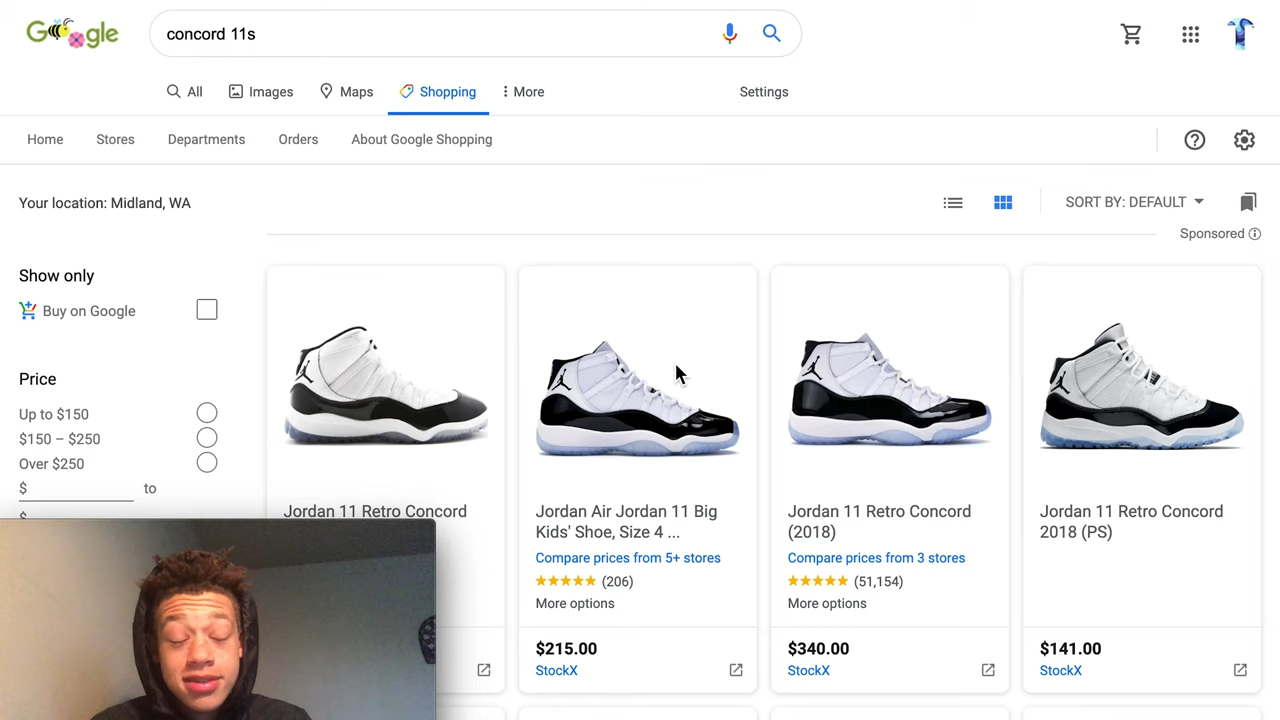 Google
concord 11s
All
Images
Maps
Shopping
More
Settings
Home
Stores
Departments
Orders
About Google Shopping
Your location: Midland, WA
SORT BY: DEFAULT
Sponsored
Show only
Buy on Google
Price
Up to $150
$150 – $250
Over $250
$
to
Jordan 11 Retro Concord
Jordan Air Jordan 11 Big
Kids' Shoe, Size 4 ...
Compare prices from 5+ stores
(206)
More options
$215.00
StockX
Jordan 11 Retro Concord
(2018)
Compare prices from 3 stores
(51,154)
More options
$340.00
StockX
Jordan 11 Retro Concord
2018 (PS)
$141.00
StockX